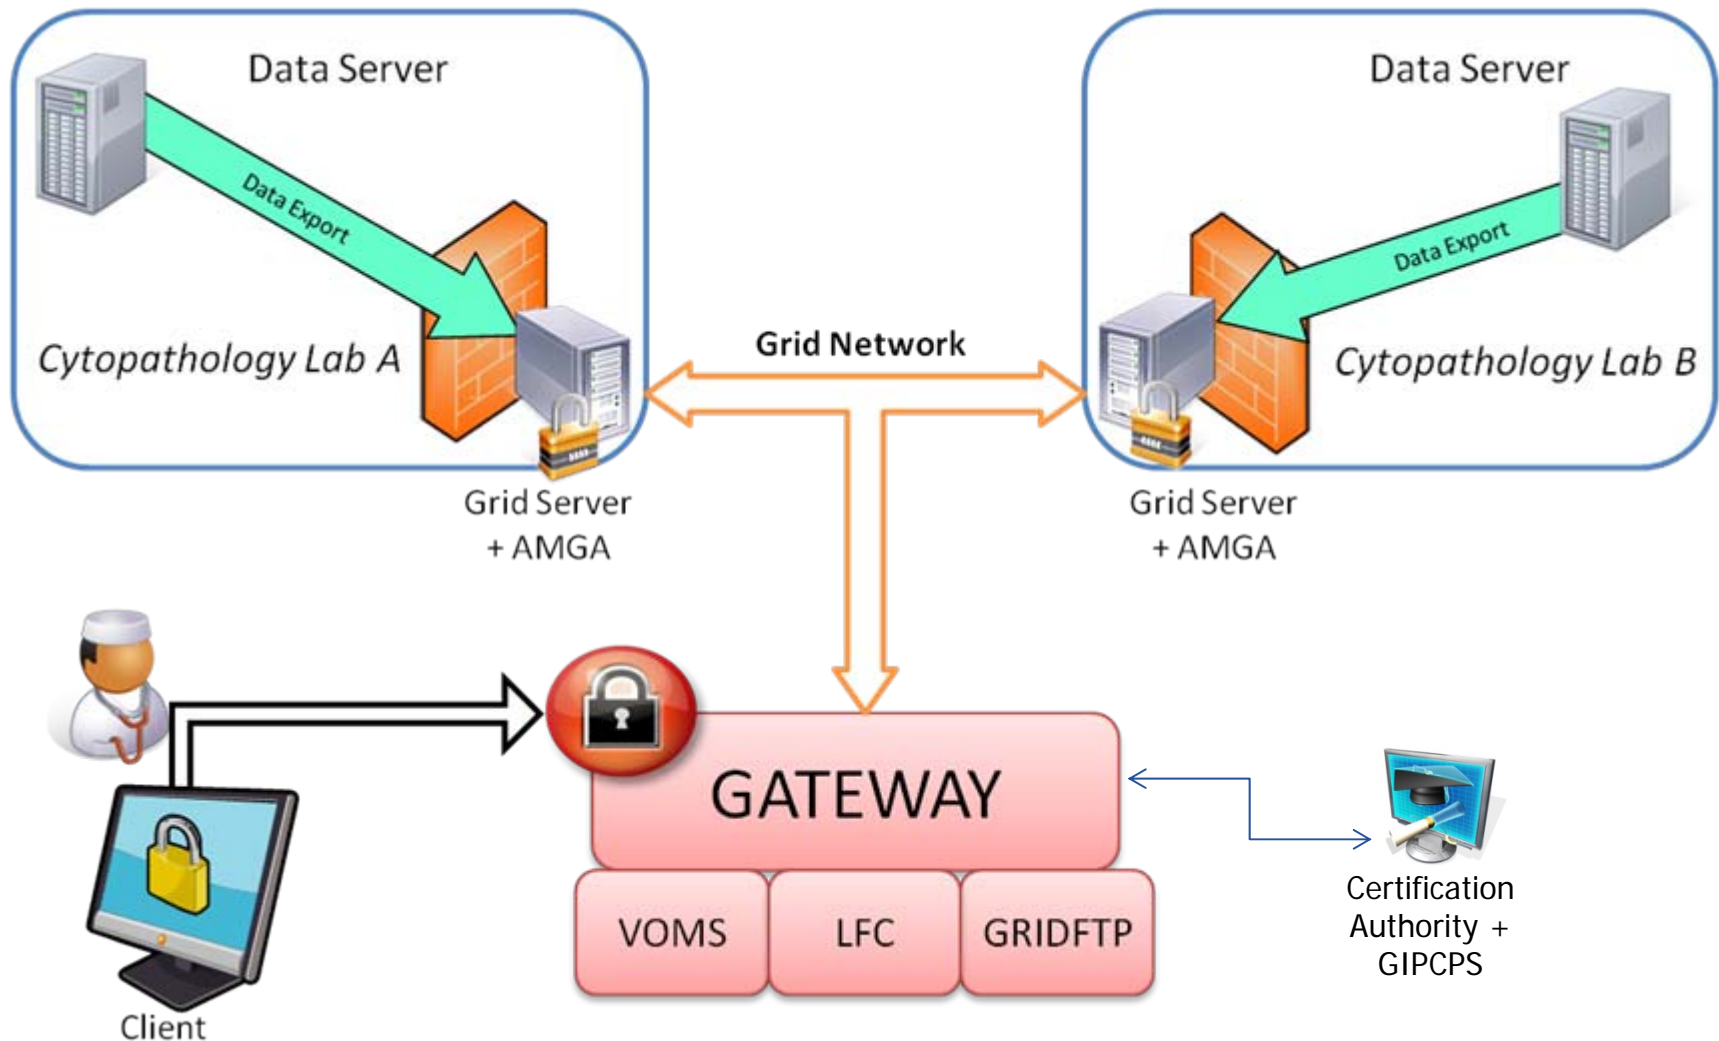 Data Server
Data Server
Data Export
Data Export
Cytopathology Lab A
Grid Network
Cytopathology Lab B
Grid Server
+ AMGA
Grid Server
+ AMGA
GATEWAY
VOMS
LFC
GRIDFTP
Certification
Authority +
GIPCPS
Client